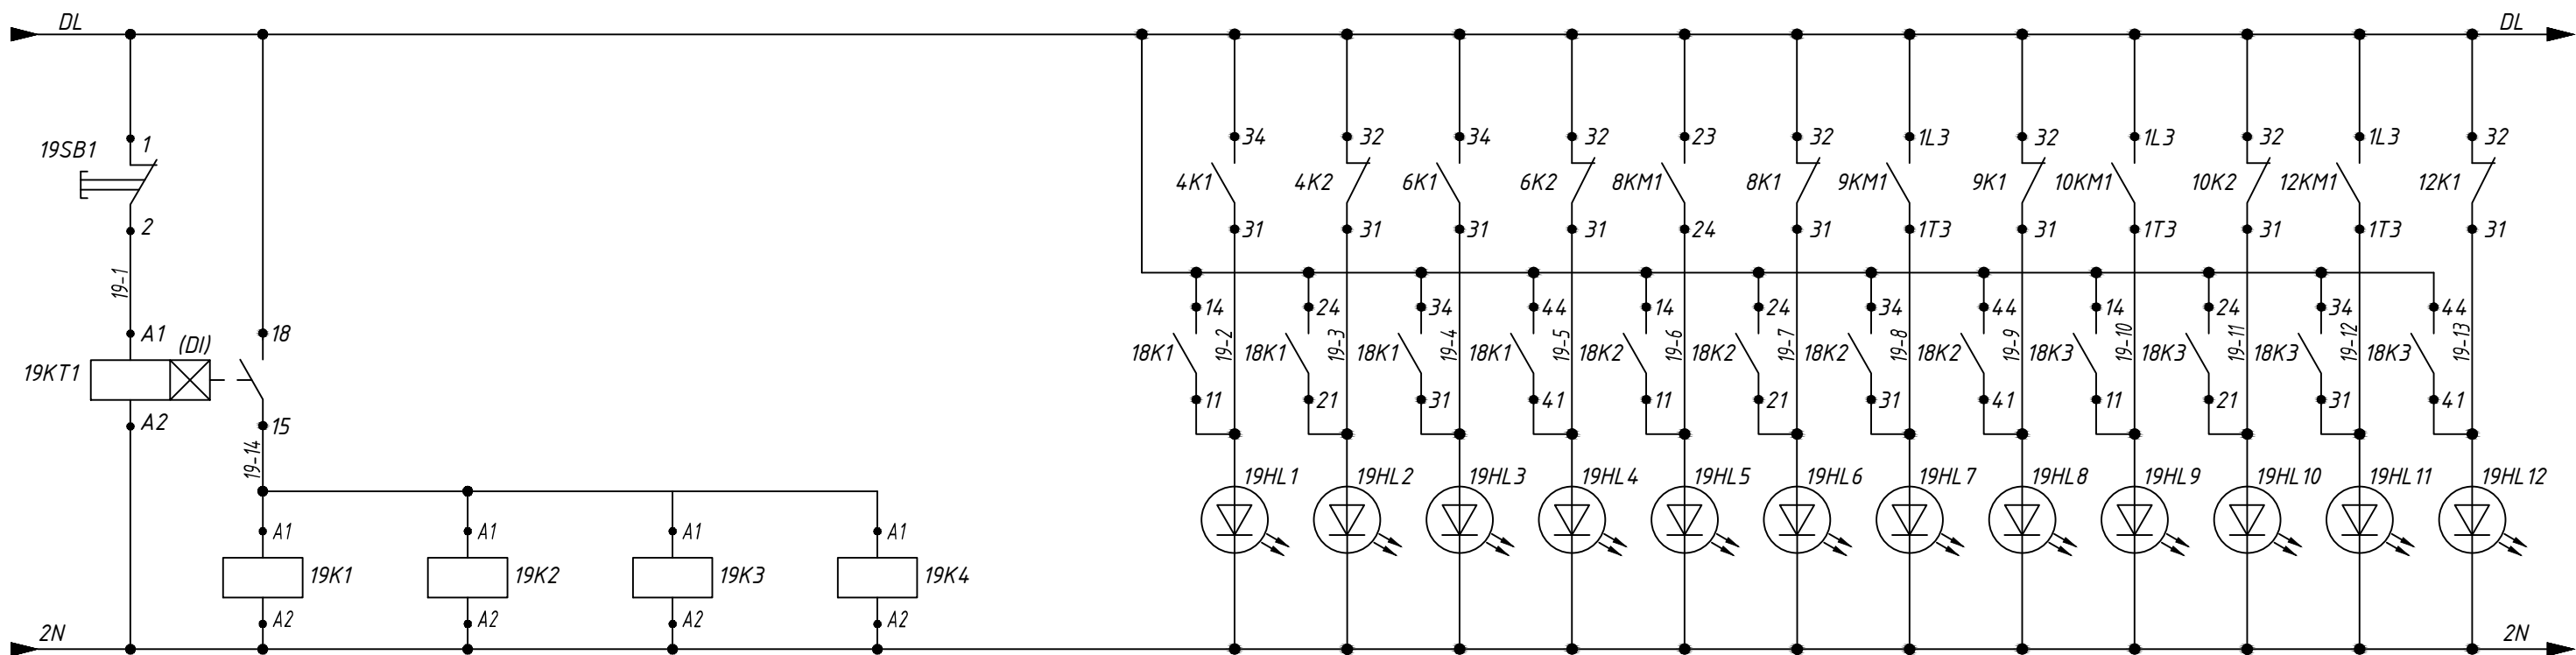 DL DL
1 34 32 34 32 23 32 1L3 32 1L3 32 1L3 32
19SB1 4K1 4K2 6K1 6K2 8KM1 8K1 9KM1 9K1 10KM1 10K2 12KM1 12K1
2 31 31 31 31 24 31 1T3 31 1T3 31 1T3 31
19-1
14 24 34 44 14 24 34 44 14 24 34 44
A1 (DI) 18
19-2 19-3 19-4 19-5 19-6 19-7 19-8 19-9 19-10 19-11 19-12 19-13
19KT1 18K1 18K1 18K1 18K1 18K2 18K2 18K2 18K2 18K3 18K3 18K3 18K3
11 21 31 41 11 21 31 41 11 21 31 41
A2 15
19-14
19HL1 19HL2 19HL3 19HL4 19HL5 19HL6 19HL7 19HL8 19HL9 19HL10 19HL11 19HL12
A1 A1 A1 A1
19K1 19K2 19K3 19K4
A2 A2 A2 A2
2N 2N